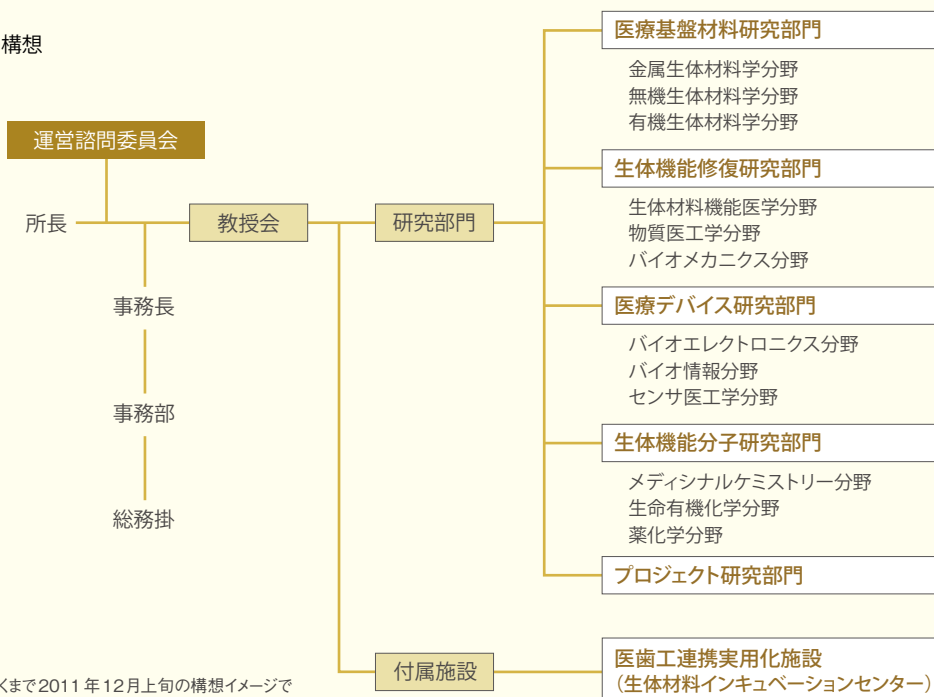 構想
運営諮問委員会
所長
教授会
事務長
事務部
総務掛
研究部門
医療基盤材料研究部門
金属生体材料学分野
無機生体材料学分野
有機生体材料学分野
生体機能修復研究部門
生体材料機能医学分野
物質医工学分野
バイオメカニクス分野
医療デバイス研究部門
バイオエレクトロニクス分野
バイオ情報分野
センサ医工学分野
生体機能分子研究部門
メディシナルケミストリー分野
生命有機化学分野
薬化学分野
プロジェクト研究部門
付属施設
医歯工連携実用化施設
(生体材料インキュベーションセンター)
くまで2011年12月上旬の構想イメージで